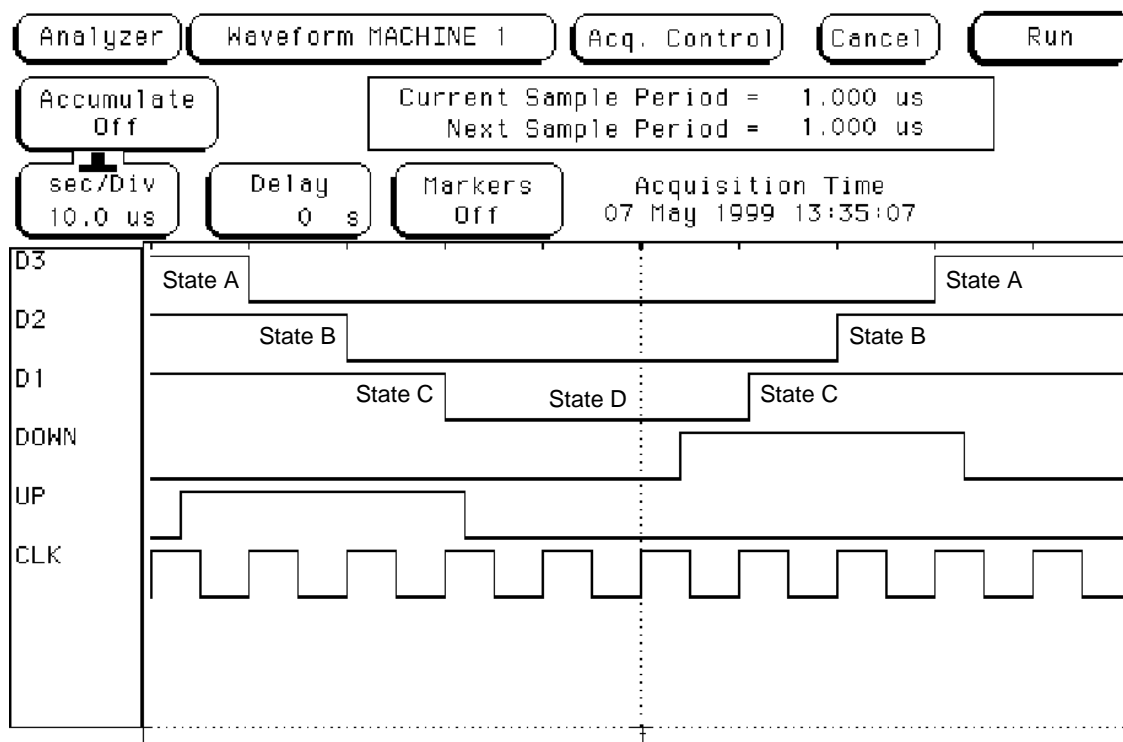 Analyzer Waveform MACHINE 1 Acq. Control Cancel Run
Accumulate
Off
Current Sample Period = 1.000 us
Next Sample Period = 1.000 us
sec/Div
10.0 us
Delay
0 s
Markers
Off
Acquisition Time
07 May 1999 13:35:07
D3
State A State A
D2
State B State B
D1
State C State D State C
DOWN
UP
CLK